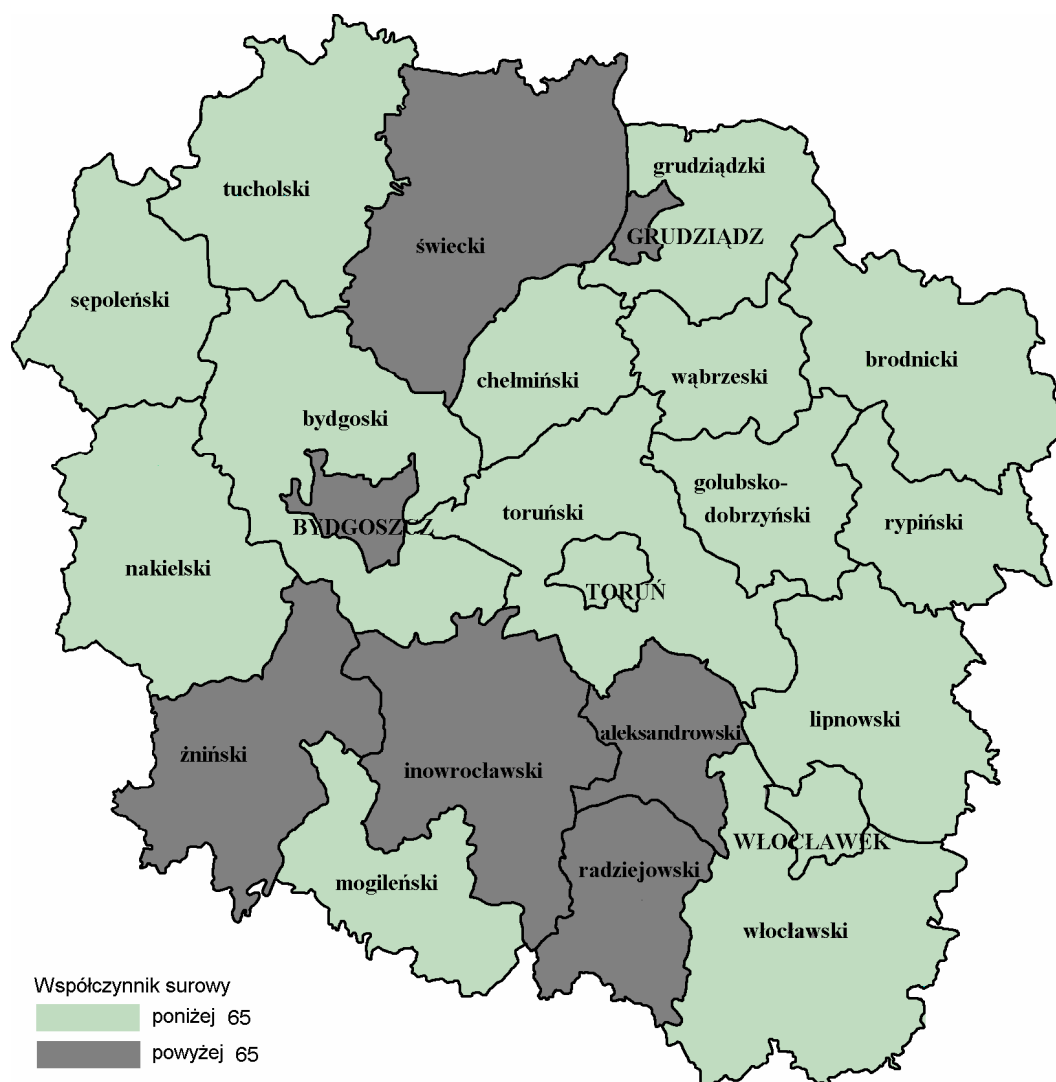 tucholski
grudziądzki
świecki
GRUDZIĄDZ
sępoleński
brodnicki
chełmiński
wąbrzeski
bydgoski
golubsko-
dobrzyński
toruński
rypiński
BYDGOSZCZ
nakielski
TORUŃ
lipnowski
aleksandrowski
żniński
inowrocławski
WŁOCŁAWEK
radziejowski
mogileński
włocławski
Współczynnik surowy
poniżej 65
powyżej 65